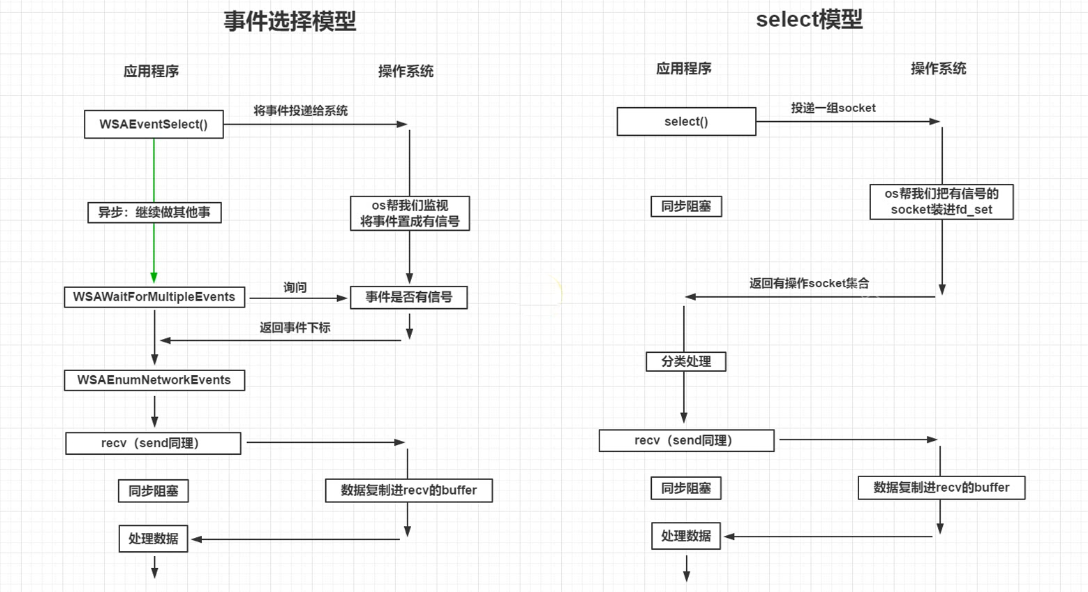 事件选择模型
应用程序
操作系统
WSAEventSelect()
将事件投递给系统
异步：继续做其他事
os帮我们监视
将事件置成有信号
WSAWaitForMultipleEvents
询问
事件是否有信号
返回事件下标
WSAEnumNetworkEvents
recv（send同理）
同步阻塞
数据复制进recv的buffer
处理数据
select模型
应用程序
操作系统
select()
投递一组socket
同步阻塞
os帮我们把有信号的
socket装进fd_set
返回有操作socket集合
分类处理
recv（send同理）
同步阻塞
数据复制进recv的buffer
处理数据